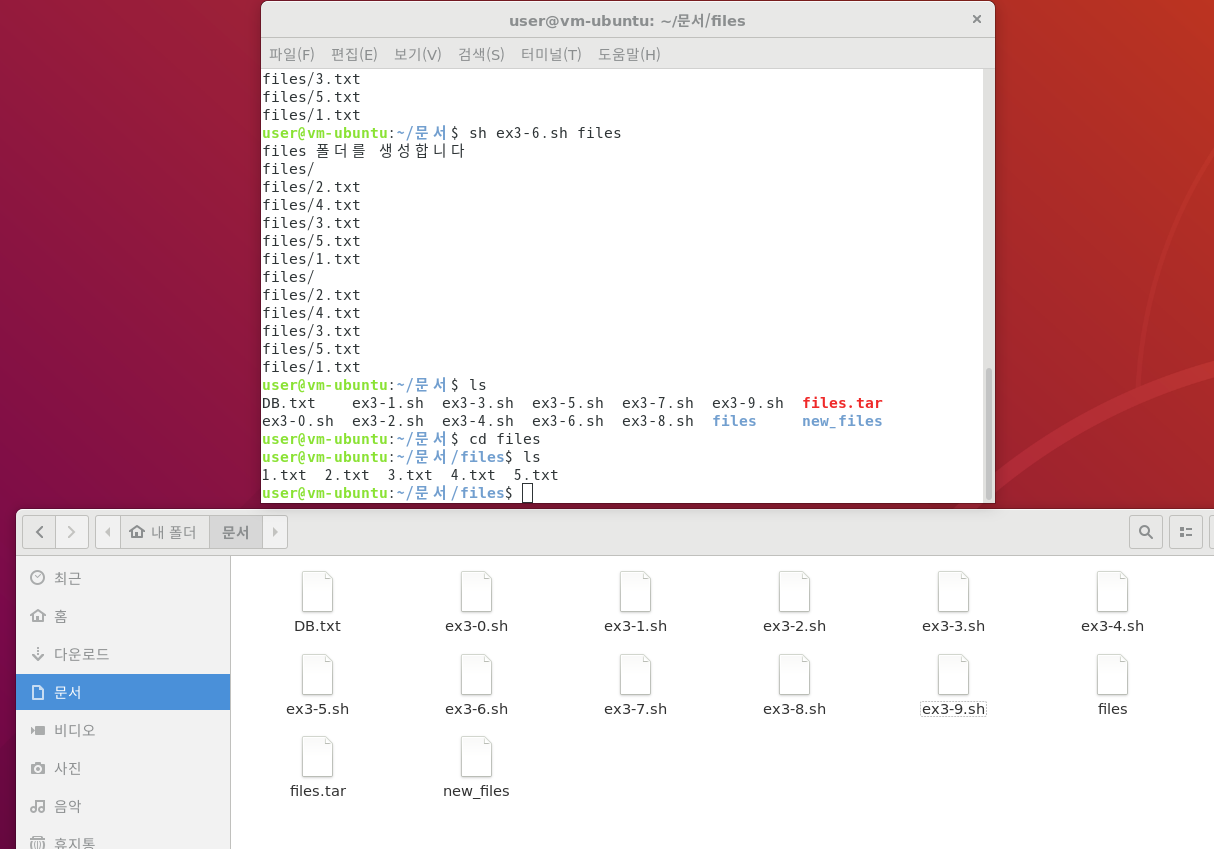 user@vm-ubuntu: ~/문서/files
파일(F) 편집(E) 보기(V) 검색(S) 터미널(T) 도움말(H)
files/3.txt
files/5.txt
files/1.txt
user@vm-ubuntu:~/문서$ sh ex3-6.sh files
files 폴더를 생성합니다
files/
files/2.txt
files/4.txt
files/3.txt
files/5.txt
files/1.txt
files/
files/2.txt
files/4.txt
files/3.txt
files/5.txt
files/1.txt
user@vm-ubuntu:~/문서$ ls
DB.txt ex3-1.sh ex3-3.sh ex3-5.sh ex3-7.sh ex3-9.sh files.tar
ex3-0.sh ex3-2.sh ex3-4.sh ex3-6.sh ex3-8.sh files new_files
user@vm-ubuntu:~/문서$ cd files
user@vm-ubuntu:~/문서/files$ ls
1.txt 2.txt 3.txt 4.txt 5.txt
user@vm-ubuntu:~/문서/files$
내 폴더 문서
최근
홈
다운로드
문서
비디오
사진
음악
휴지통
DB.txt ex3-0.sh ex3-1.sh ex3-2.sh ex3-3.sh ex3-4.sh
ex3-5.sh ex3-6.sh ex3-7.sh ex3-8.sh ex3-9.sh files
files.tar new_files